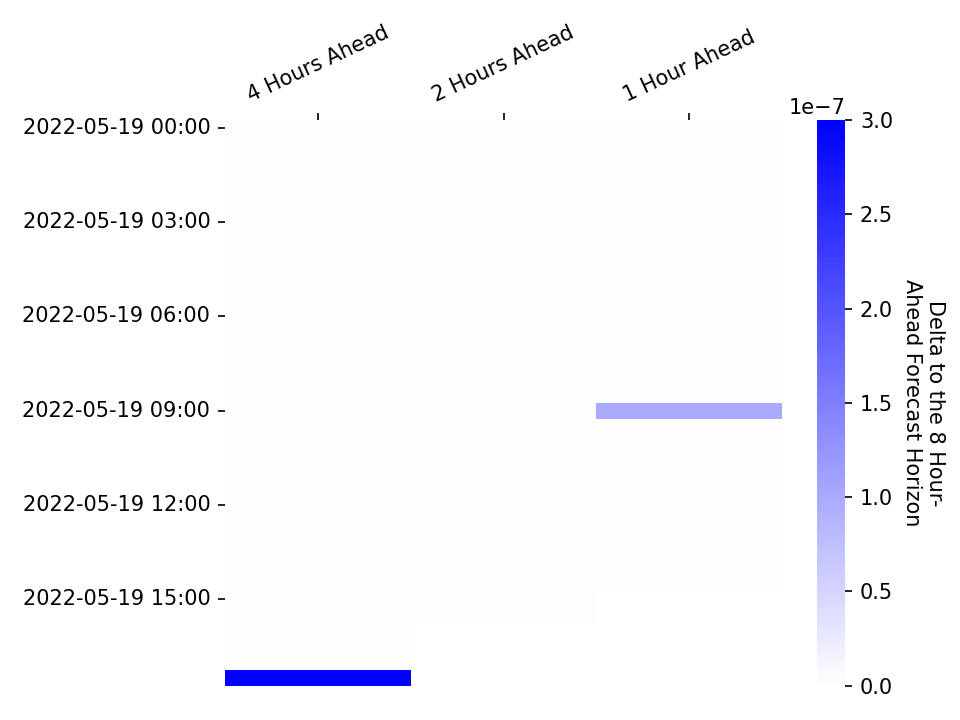 4 Hours Ahead
2 Hours Ahead
1 Hour Ahead
2022-05-19 00:00
2022-05-19 03:00
2022-05-19 06:00
2022-05-19 09:00
2022-05-19 12:00
2022-05-19 15:00
1e−7
3.0
2.5
2.0
1.5
1.0
0.5
0.0
Delta to the 8 Hour-
Ahead Forecast Horizon